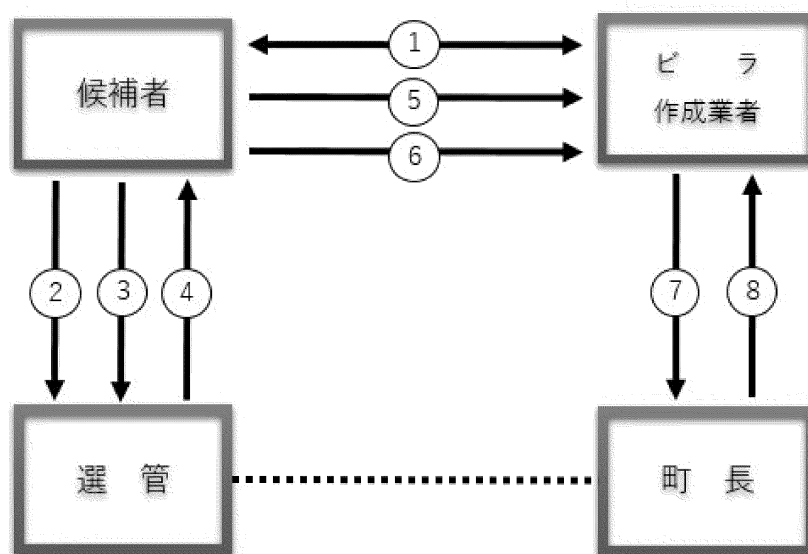 候補者
①
ビ ラ
作成業者
⑤
⑥
②
③
④
⑦
⑧
選 管
町 長